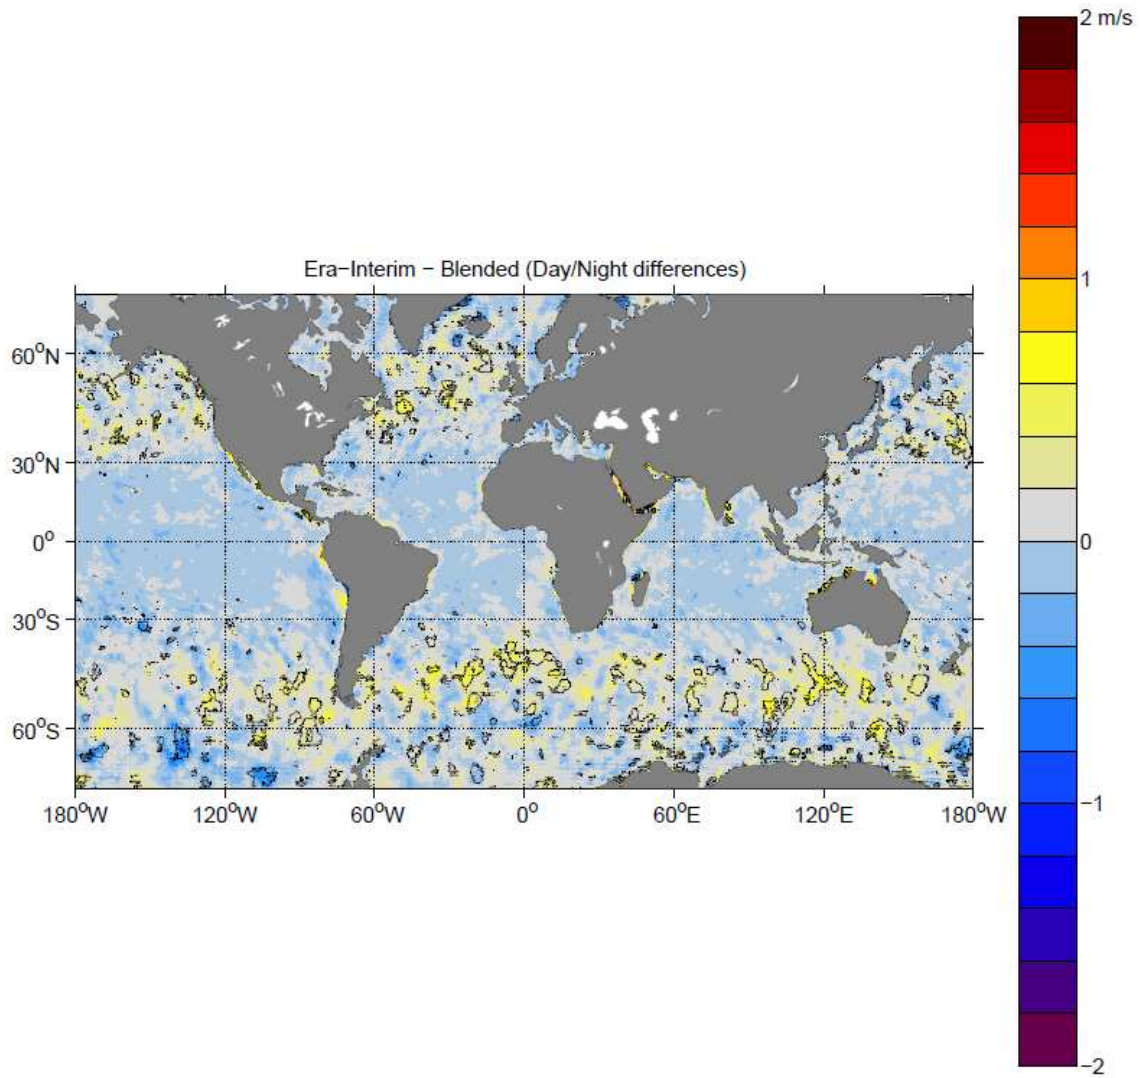 2 m/s
Era−Interim − Blended (Day/Night differences)
1
60°N
30°N
0°
0
30°S
60°S
180°W 120°W 60°W 0° 60°E 120°E 180°W
−1
−2